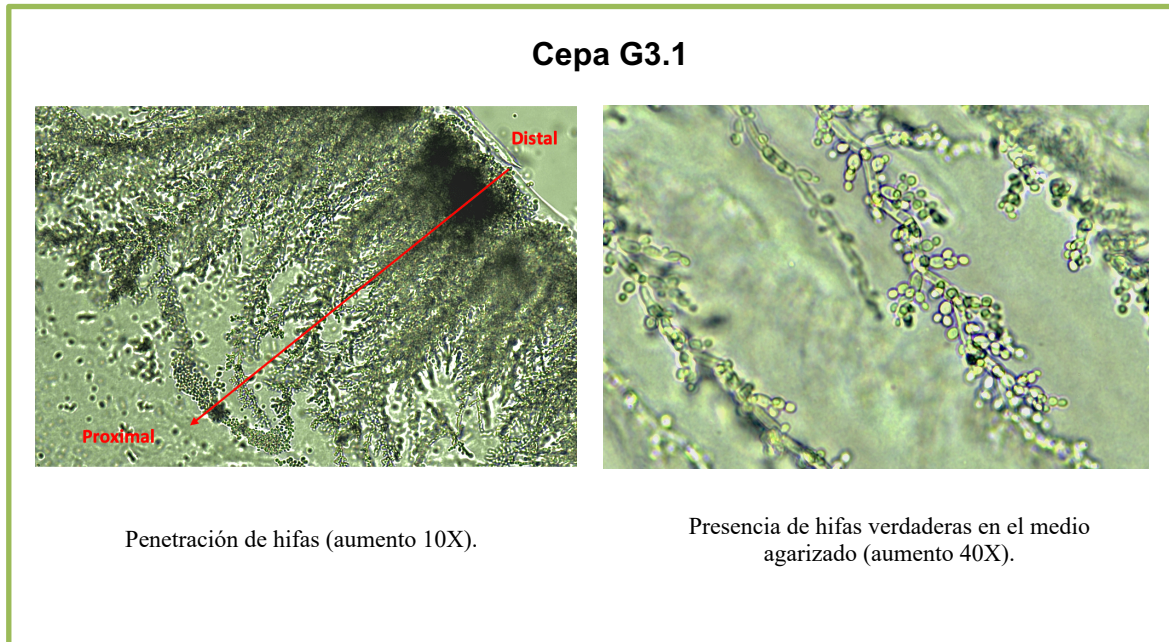 Cepa G3.1
Distal
Proximal
Penetración de hifas (aumento 10X).
Presencia de hifas verdaderas en el medio
agarizado (aumento 40X).